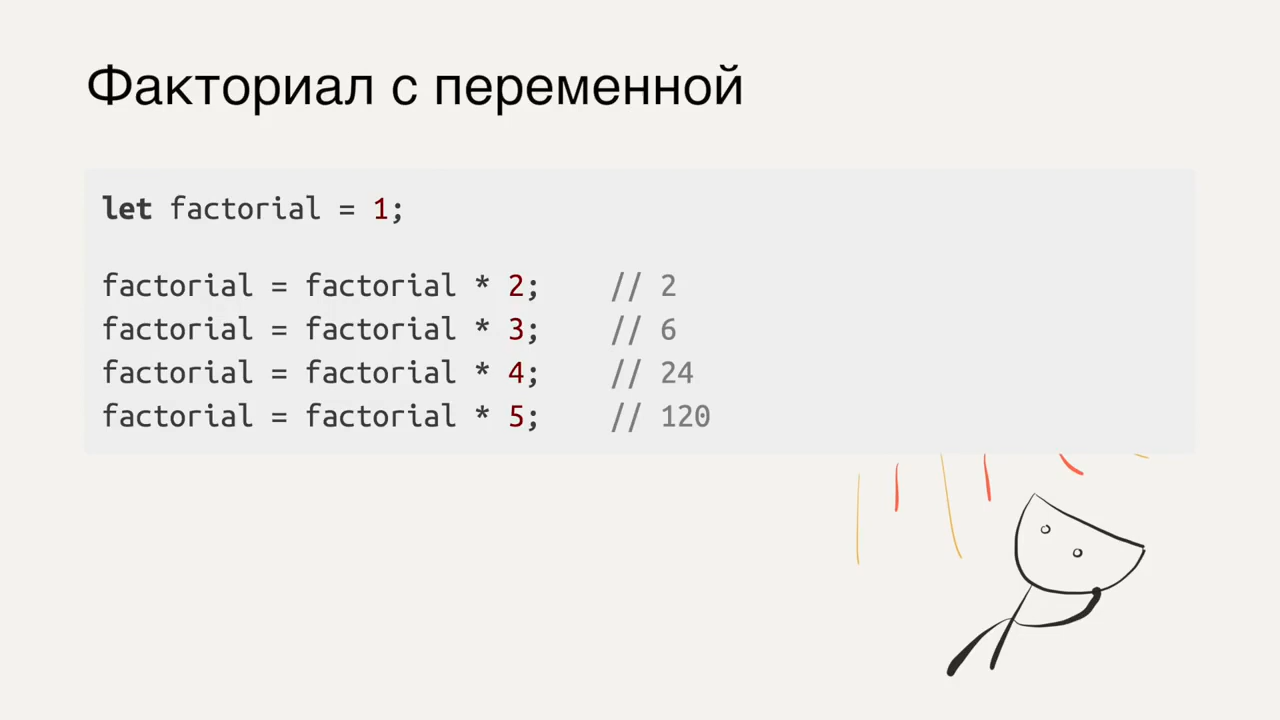 Факториал с переменной
let factorial = 1;
factorial = factorial * 2;    // 2
factorial = factorial * 3;    // 6
factorial = factorial * 4;    // 24
factorial = factorial * 5;    // 120